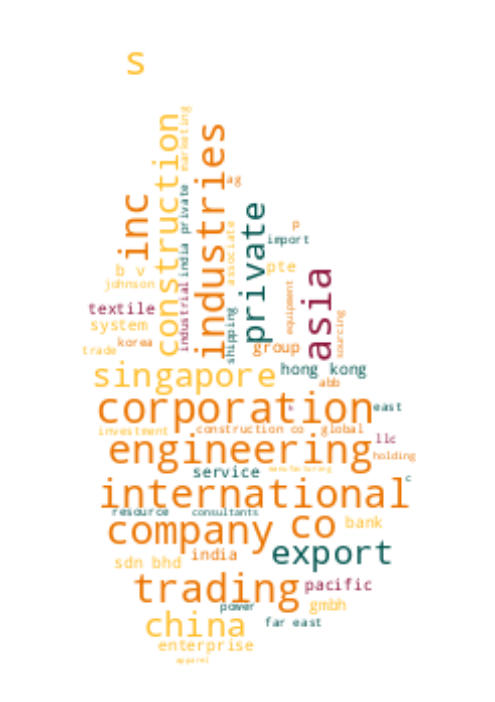 s
construction
marketing
industries
ag
inc
private
industrial
india private
associate
p
import
b v
pte
johnson
asia
equipment
textile
shipping
sourcing
system
korea
group
trade
singapore
hong kong
abb
corporation
s
east
investment
construction co
global
engineering
llc
holding
service
manufacturing
international
c
resource
consultants
company
co
bank
export
india
sdn bhd
trading
pacific
power
gmbh
china
far east
enterprise
apparel